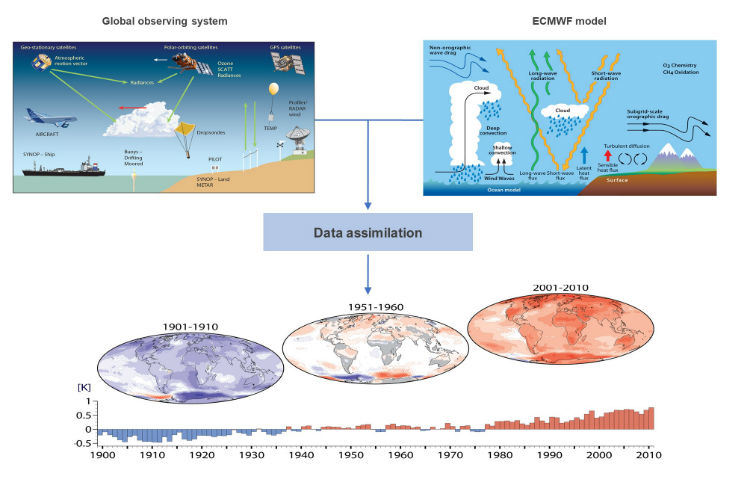 Global observing system
ECMWF model
Geo-stationary satellites
Polar-orbiting satellites
GPS satellites
Atmospheric
motion vector
Ozone
SCATT
Radiances
Radiances
Profiler/
RADAR
wind
AIRCRAFT
Dropsondes
TEMP
SYNOP – Ship
Buoys –
Drifting
Moored
PILOT
SYNOP – Land
METAR
Non-orographic
wave drag
Long-wave
radiation
Short-wave
radiation
O₃ Chemistry
CH₄ Oxidation
Cloud
Cloud
Deep
convection
Shallow
convection
Subgrid-scale
orographic drag
Turbulent diffusion
Latent
heat
flux
Sensible
heat flux
Wind Waves
Long-wave
flux
Short-wave
flux
Ocean model
Surface
Data assimilation
1901-1910
1951-1960
2001-2010
[K]
1
0.5
0
-0.5
1900 1910 1920 1930 1940 1950 1960 1970 1980 1990 2000 2010